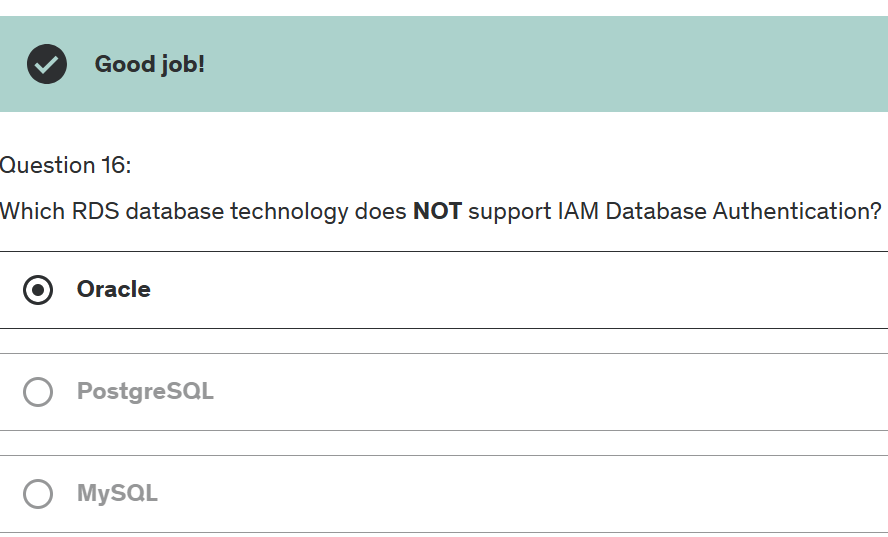 Good job!
Question 16:
Which RDS database technology does NOT support IAM Database Authentication?
Oracle
PostgreSQL
MySQL